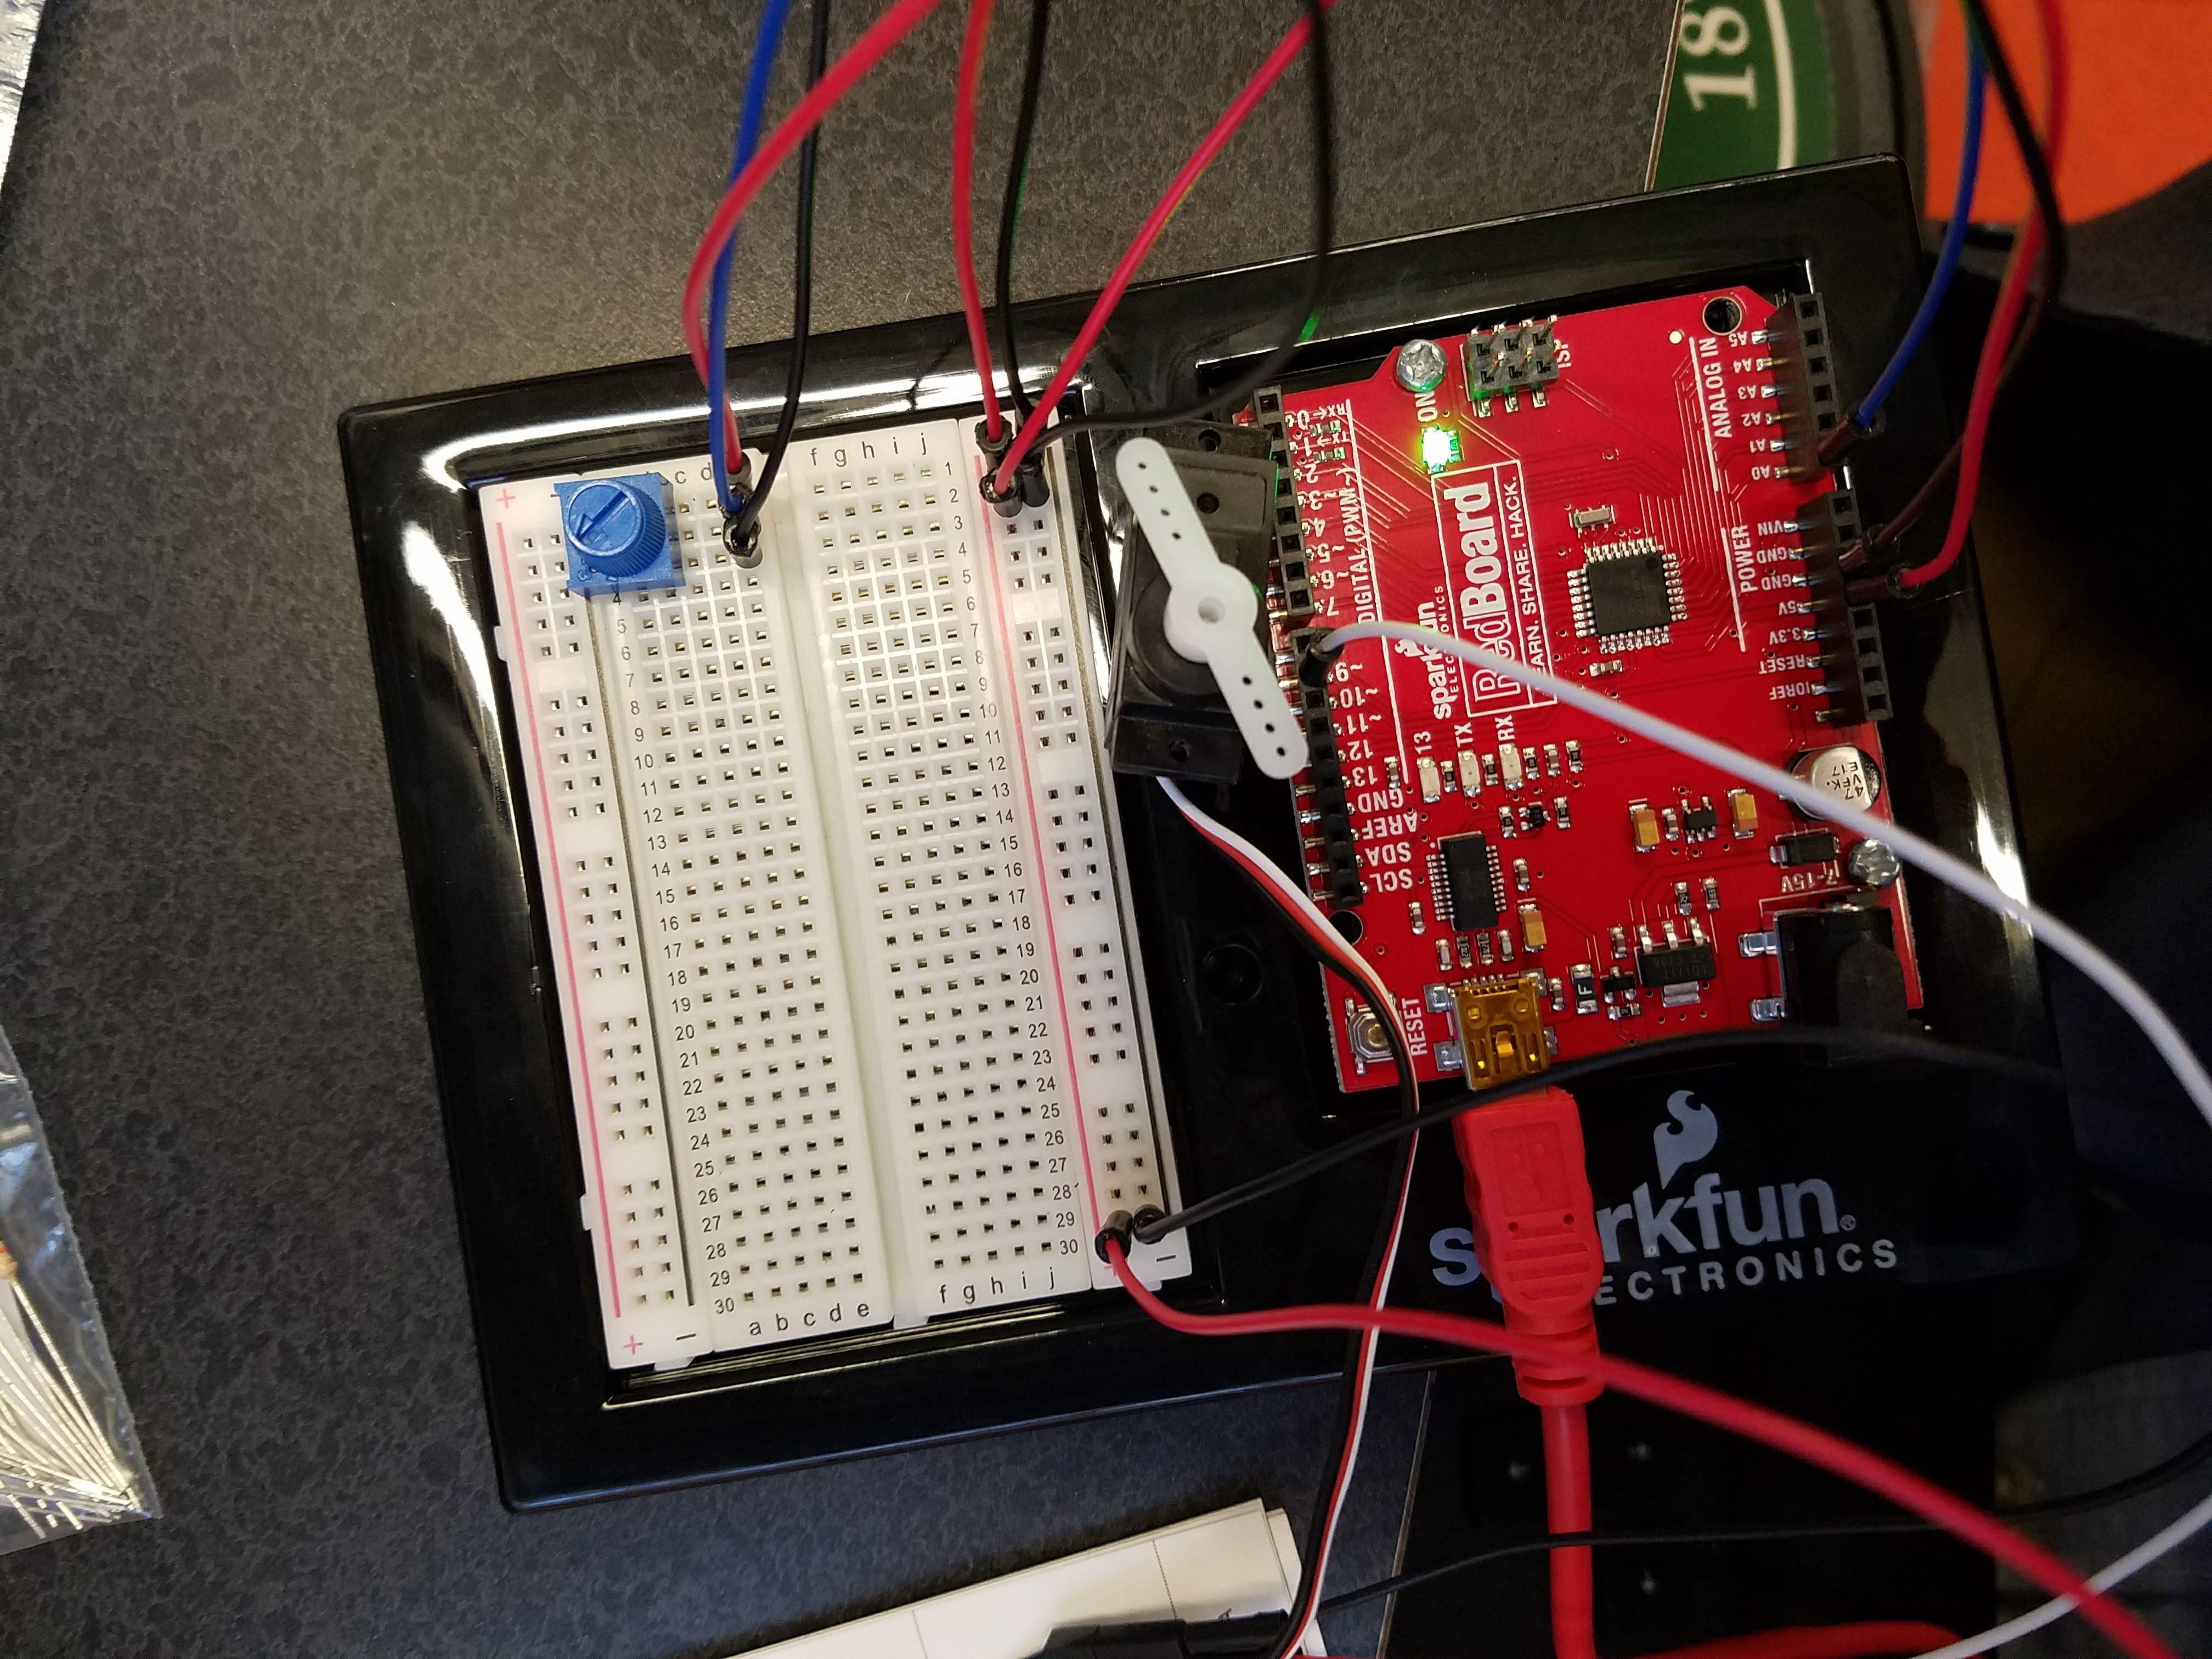 + +
−
30 29 28 27 26 25 24 23 22 21 20 19 18 17 16 15 14 13 12 11 10 9 8 7 6 5 4
a b c d e
c d
f g h i j
f g h i j
30 29 28 27 26 25 24 23 22 21 20 19 18 17 16 15 14 13 12 11 10 9 8 7 6 5 4 3 2 1
−
SCL
SDA
AREF
GND
13
12
~11
~10
~9
7
~6
~5
4
~3
2
TX→1
RX←0
DIGITAL (PWM~)
RESET
13
TX
RX
sparkfun
ELECTRONICS
RedBoard
LEARN. SHARE. HACK.
ON
ISP
F
7-15V
47
VFK.
E17
POWER
IOREF
RESET
3.3V
5V
GND
GND
VIN
ANALOG IN
A0
A1
A2
A3
A4
A5
rkfun
ECTRONICS
18